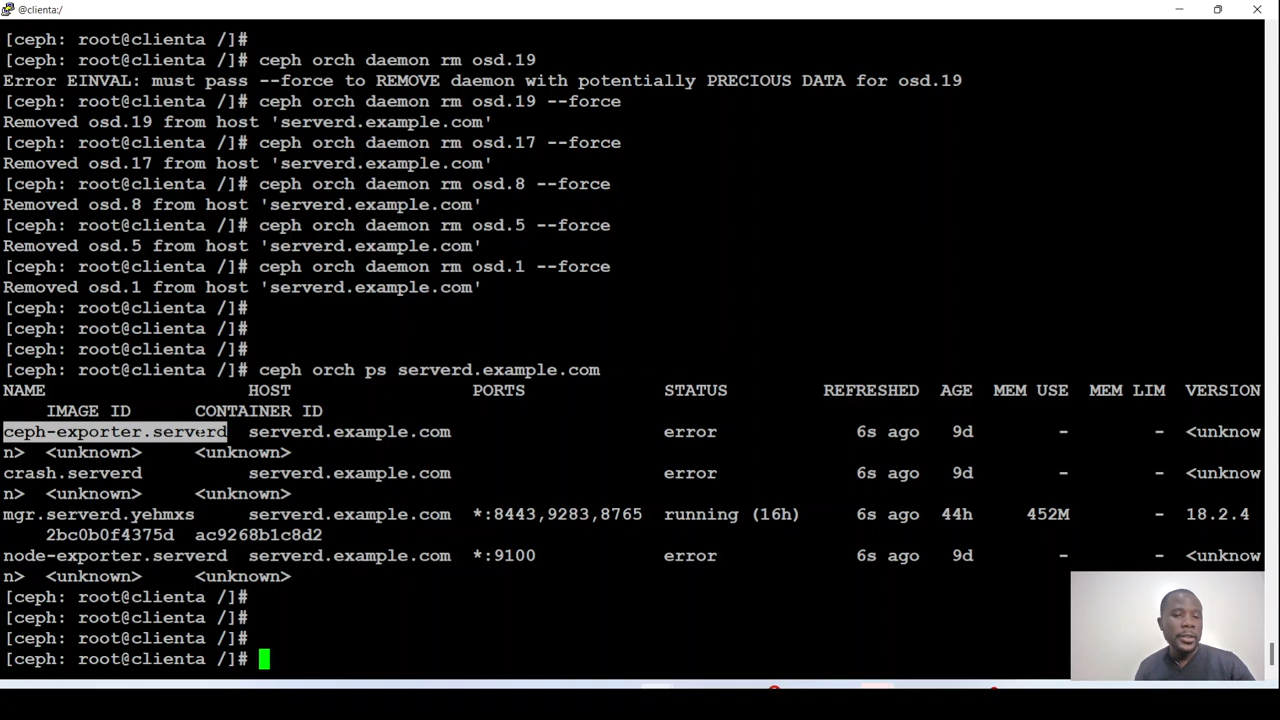 @clienta:/
[ceph: root@clienta /]#
[ceph: root@clienta /]# ceph orch daemon rm osd.19
Error EINVAL: must pass --force to REMOVE daemon with potentially PRECIOUS DATA for osd.19
[ceph: root@clienta /]# ceph orch daemon rm osd.19 --force
Removed osd.19 from host 'serverd.example.com'
[ceph: root@clienta /]# ceph orch daemon rm osd.17 --force
Removed osd.17 from host 'serverd.example.com'
[ceph: root@clienta /]# ceph orch daemon rm osd.8 --force
Removed osd.8 from host 'serverd.example.com'
[ceph: root@clienta /]# ceph orch daemon rm osd.5 --force
Removed osd.5 from host 'serverd.example.com'
[ceph: root@clienta /]# ceph orch daemon rm osd.1 --force
Removed osd.1 from host 'serverd.example.com'
[ceph: root@clienta /]#
[ceph: root@clienta /]#
[ceph: root@clienta /]#
[ceph: root@clienta /]# ceph orch ps serverd.example.com
NAME HOST PORTS STATUS REFRESHED AGE MEM USE MEM LIM VERSION
IMAGE ID CONTAINER ID
ceph-exporter.serverd serverd.example.com error 6s ago 9d - - <unknow
n> <unknown> <unknown>
crash.serverd serverd.example.com error 6s ago 9d - - <unknow
n> <unknown> <unknown>
mgr.serverd.yehmxs serverd.example.com *:8443,9283,8765 running (16h) 6s ago 44h 452M - 18.2.4
2bc0b0f4375d ac9268b1c8d2
node-exporter.serverd serverd.example.com *:9100 error 6s ago 9d - - <unknow
n> <unknown> <unknown>
[ceph: root@clienta /]#
[ceph: root@clienta /]#
[ceph: root@clienta /]#
[ceph: root@clienta /]#